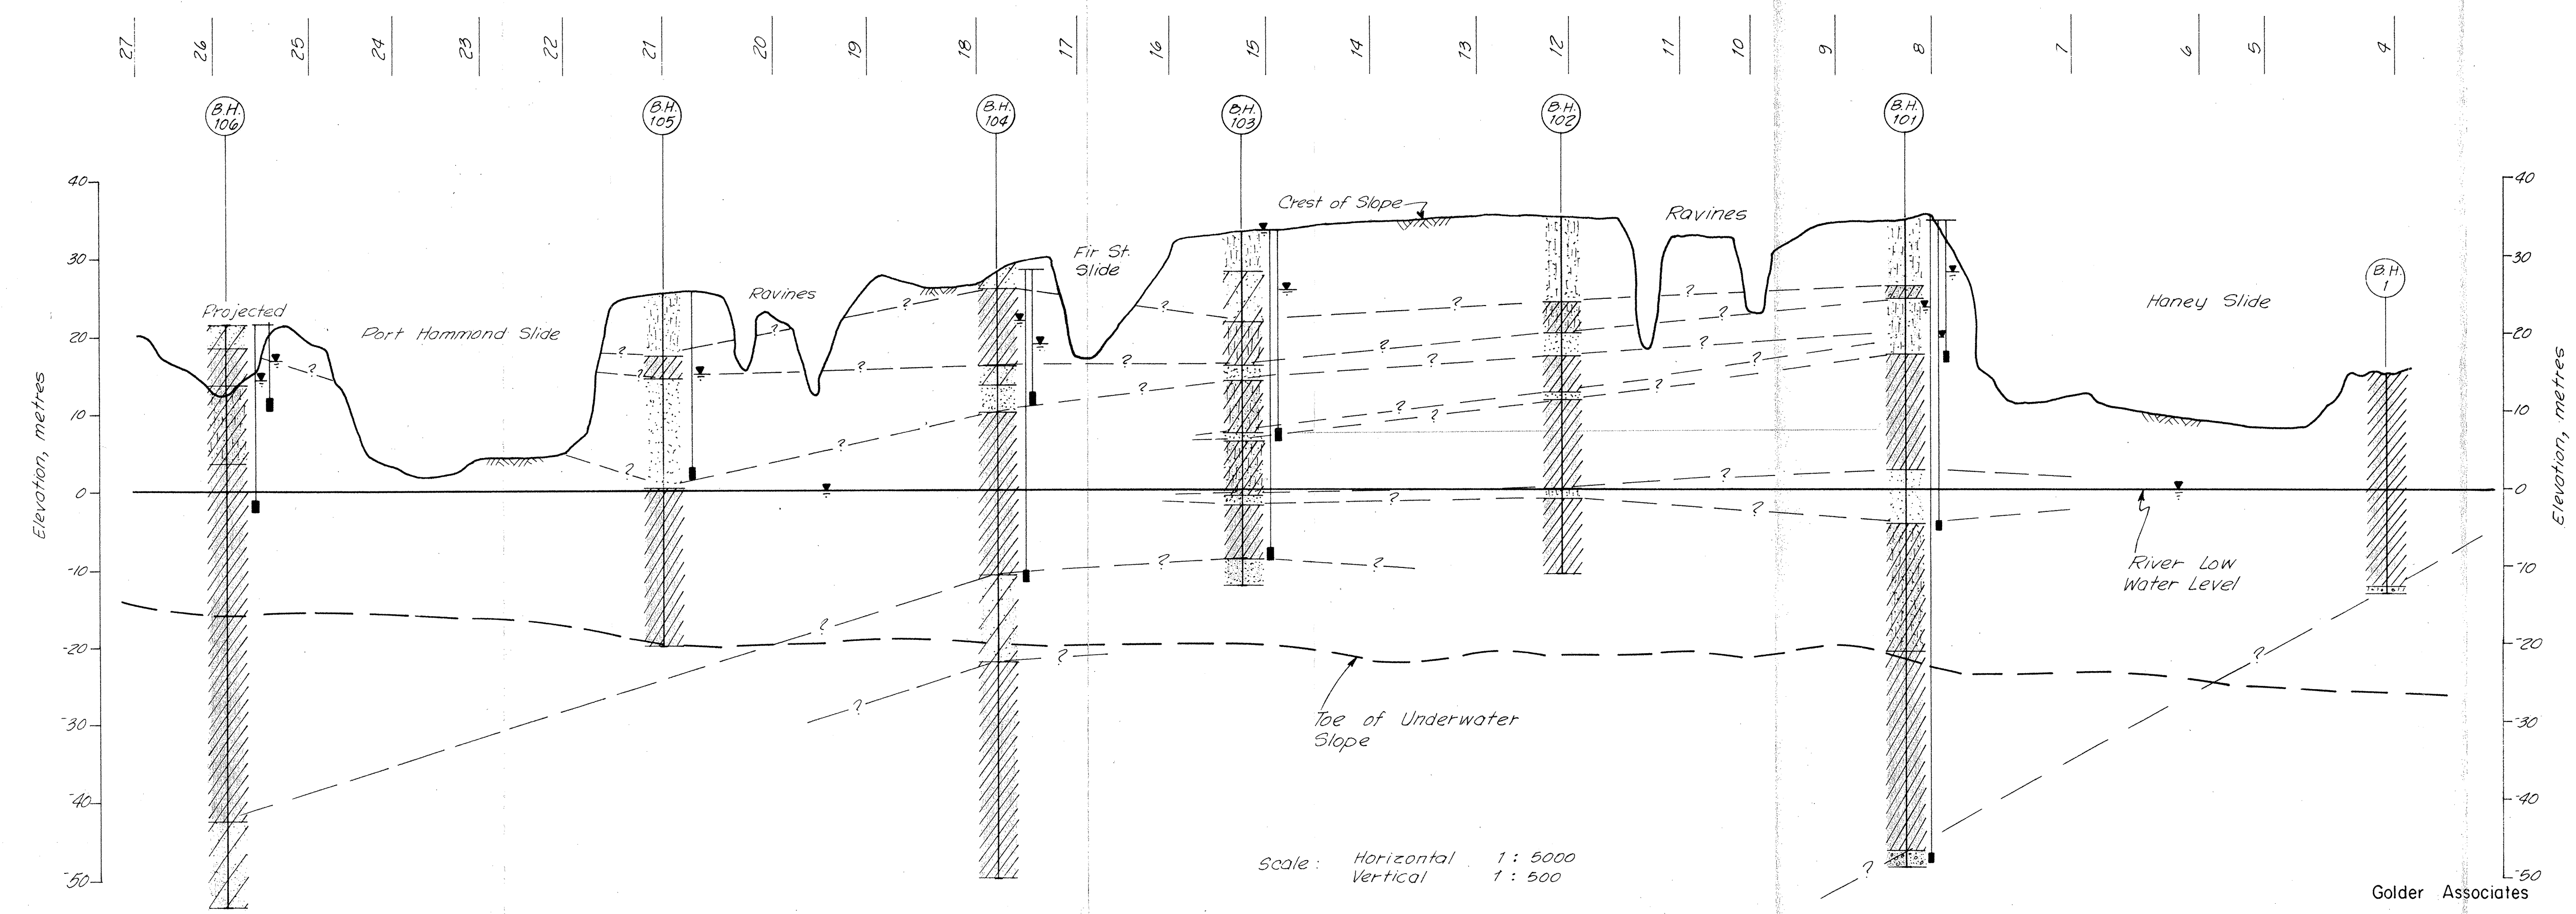 27 26 25 24 23 22 21 20 19 18 17 16 15 14 13 12 11 10 9 8 7 6 5 4
B.H. 106
B.H. 105
B.H. 104
B.H. 103
B.H. 102
B.H. 101
B.H. 1
40
30
20
10
0
-10
-20
-30
-40
-50
Elevation, metres
Projected
Port Hammond Slide
Ravines
Fir St.
Slide
Crest of Slope
Ravines
Haney Slide
River Low
Water Level
Toe of Underwater
Slope
? ? ? ? ? ? ? ? ? ? ? ? ? ? ? ? ? ? ? ? ? ? ? ? ? ? ? ? ? ? ?
Scale: Horizontal 1 : 5000
Vertical 1 : 500
40
30
20
10
0
-10
-20
-30
-40
-50
Elevation, metres
Golder Associates